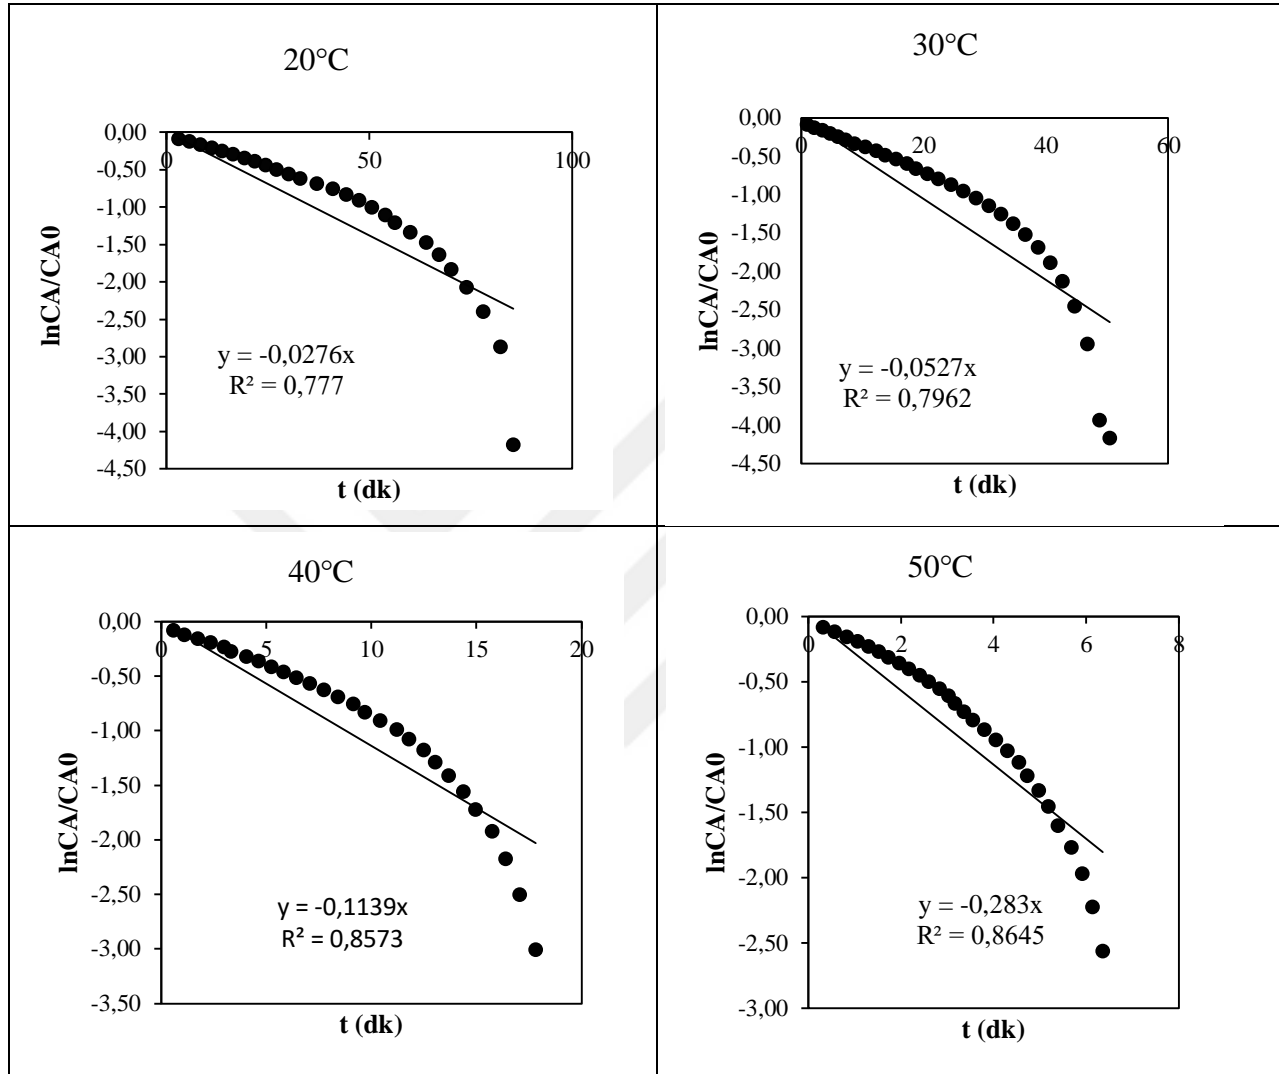 20°C
0,00
-0,50
-1,00
-1,50
-2,00
-2,50
-3,00
-3,50
-4,00
-4,50
0
50
100
lnCA/CA0
y = -0,0276x
R² = 0,777
t (dk)
30°C
0,00
-0,50
-1,00
-1,50
-2,00
-2,50
-3,00
-3,50
-4,00
-4,50
0
20
40
60
lnCA/CA0
y = -0,0527x
R² = 0,7962
t (dk)
40°C
0,00
-0,50
-1,00
-1,50
-2,00
-2,50
-3,00
-3,50
0
5
10
15
20
lnCA/CA0
y = -0,1139x
R² = 0,8573
t (dk)
50°C
0,00
-0,50
-1,00
-1,50
-2,00
-2,50
-3,00
0
2
4
6
8
lnCA/CA0
y = -0,283x
R² = 0,8645
t (dk)